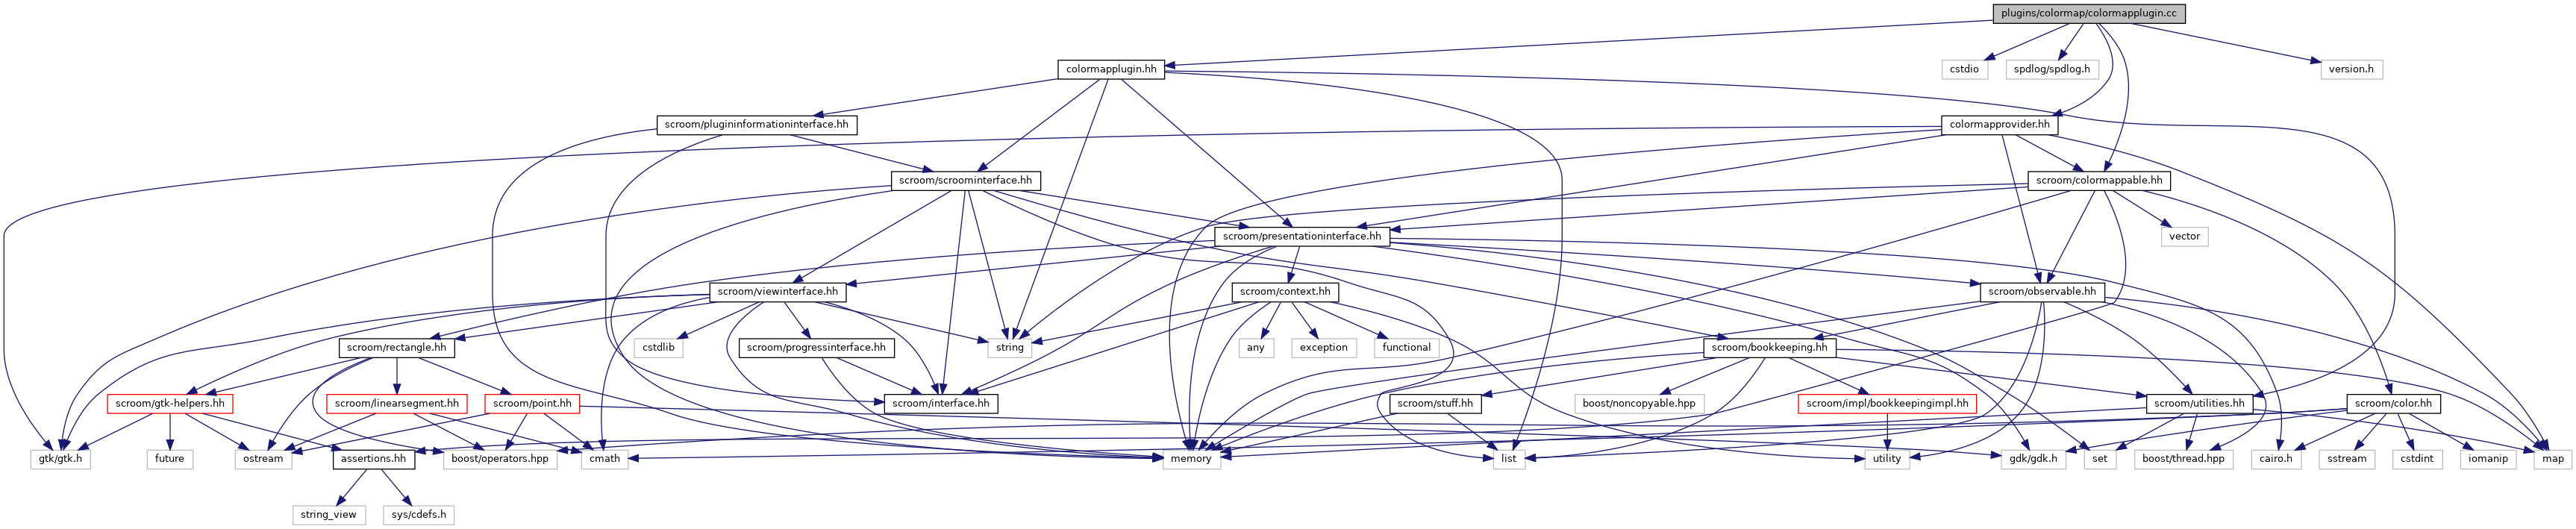 plugins/colormap/colormapplugin.cc
colormapplugin.hh
cstdio
spdlog/spdlog.h
version.h
scroom/plugininformationinterface.hh
colormapprovider.hh
scroom/scroominterface.hh
scroom/colormappable.hh
scroom/presentationinterface.hh
vector
scroom/viewinterface.hh
scroom/context.hh
scroom/observable.hh
scroom/rectangle.hh
cstdlib
scroom/progressinterface.hh
string
any
exception
functional
scroom/bookkeeping.hh
scroom/gtk-helpers.hh
scroom/linearsegment.hh
scroom/point.hh
scroom/interface.hh
scroom/stuff.hh
boost/noncopyable.hpp
scroom/impl/bookkeepingimpl.hh
scroom/utilities.hh
scroom/color.hh
gtk/gtk.h
future
ostream
assertions.hh
boost/operators.hpp
cmath
memory
list
utility
gdk/gdk.h
set
boost/thread.hpp
cairo.h
sstream
cstdint
iomanip
map
string_view
sys/cdefs.h